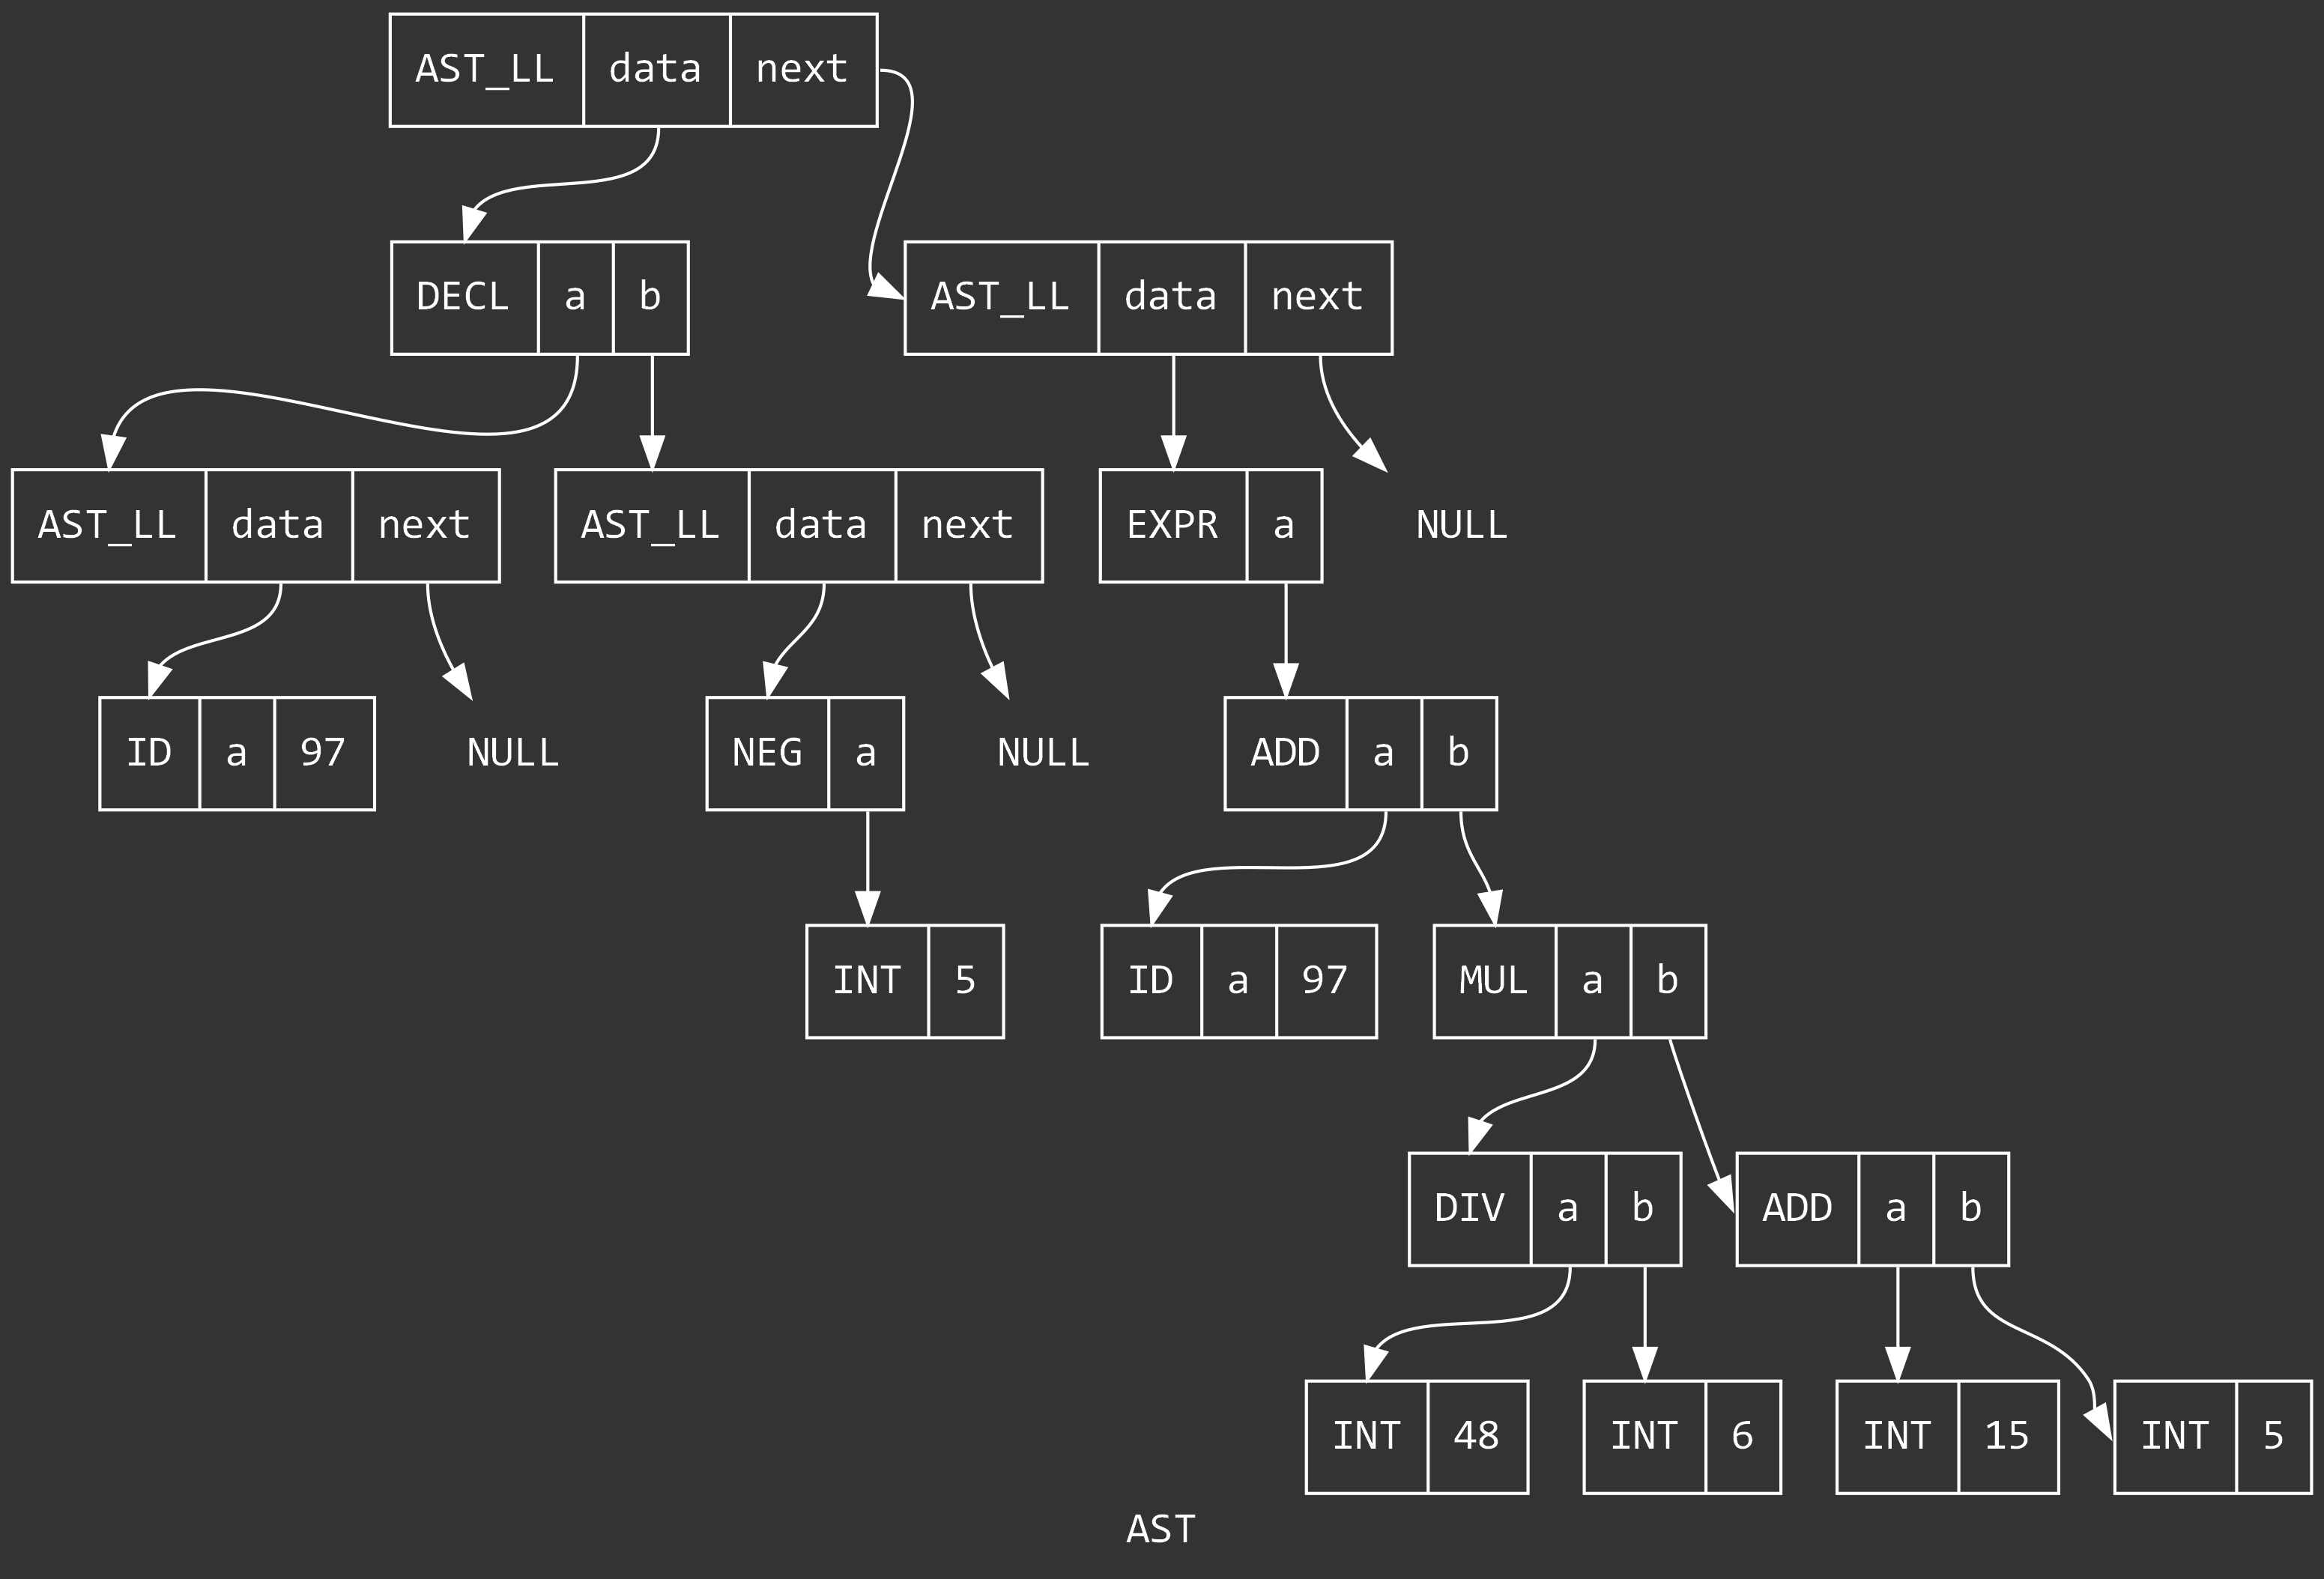 AST_LL data next
DECL a b
AST_LL data next
AST_LL data next
AST_LL data next
EXPR a
NULL
ID a 97
NULL
NEG a
NULL
ADD a b
INT 5
ID a 97
MUL a b
DIV a b
ADD a b
INT 48
INT 6
INT 15
INT 5
AST